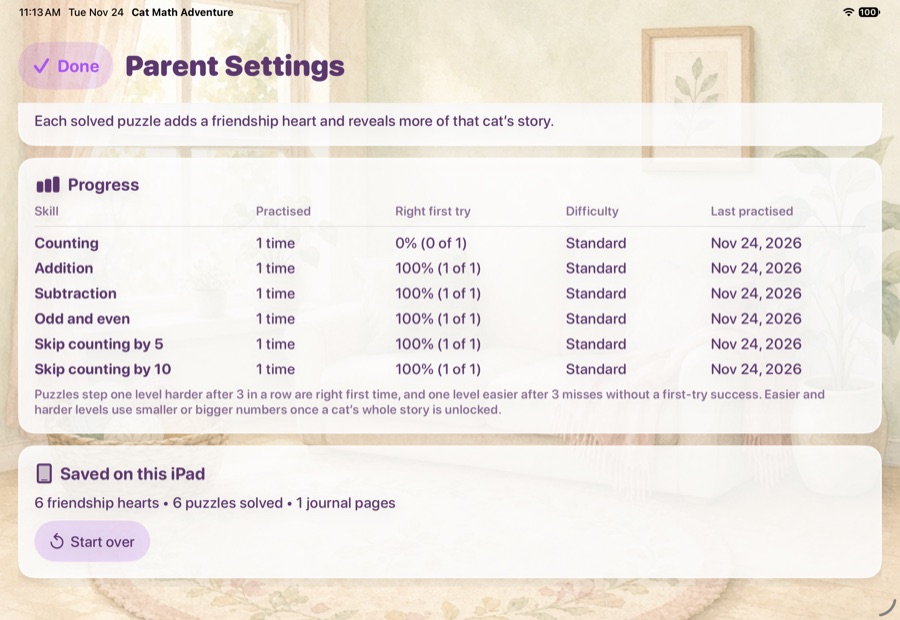 11:13 AM Tue Nov 24 Cat Math Adventure
100
Done
Parent Settings
Each solved puzzle adds a friendship heart and reveals more of that cat's story.
Progress
Skill Practised Right first try Difficulty Last practised
Counting 1 time 0% (0 of 1) Standard Nov 24, 2026
Addition 1 time 100% (1 of 1) Standard Nov 24, 2026
Subtraction 1 time 100% (1 of 1) Standard Nov 24, 2026
Odd and even 1 time 100% (1 of 1) Standard Nov 24, 2026
Skip counting by 5 1 time 100% (1 of 1) Standard Nov 24, 2026
Skip counting by 10 1 time 100% (1 of 1) Standard Nov 24, 2026
Puzzles step one level harder after 3 in a row are right first time, and one level easier after 3 misses without a first-try success. Easier and
harder levels use smaller or bigger numbers once a cat's whole story is unlocked.
Saved on this iPad
6 friendship hearts • 6 puzzles solved • 1 journal pages
Start over